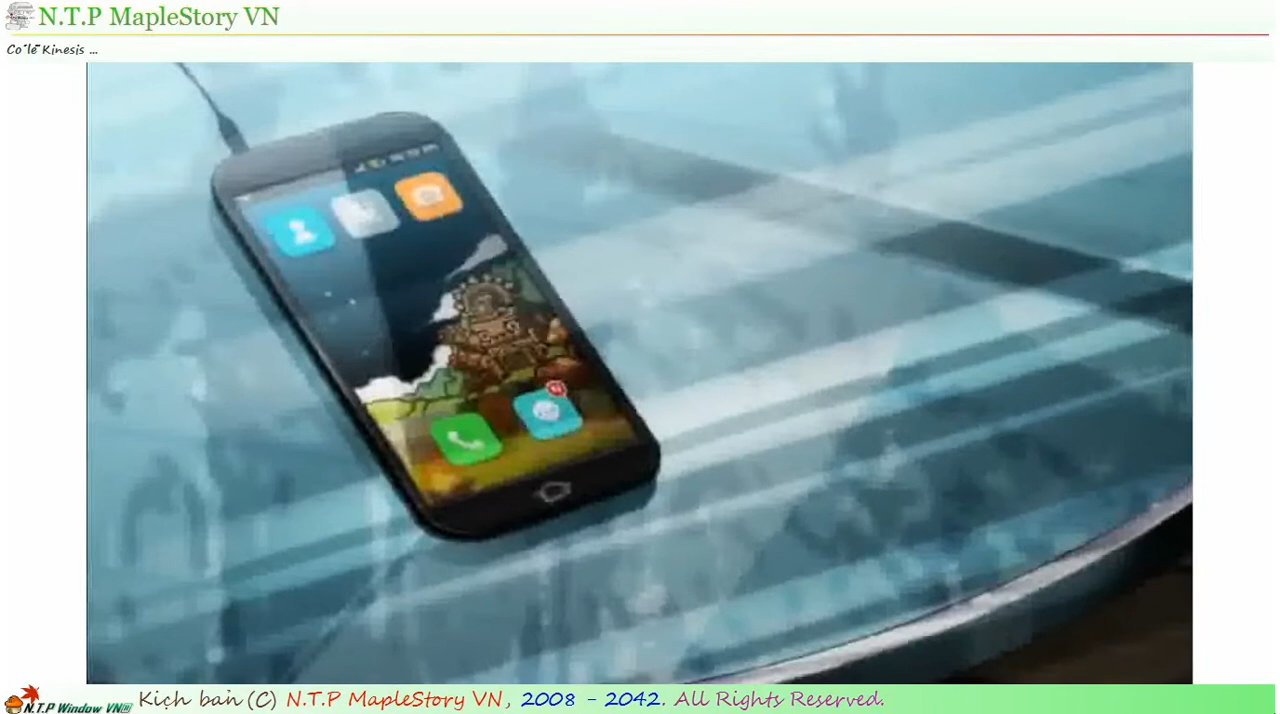 N.T.P MapleStory VN
Có lẽ Kinesis ...
N.T.P Window VN
Kịch bản (C) N.T.P MapleStory VN, 2008 - 2042. All Rights Reserved.